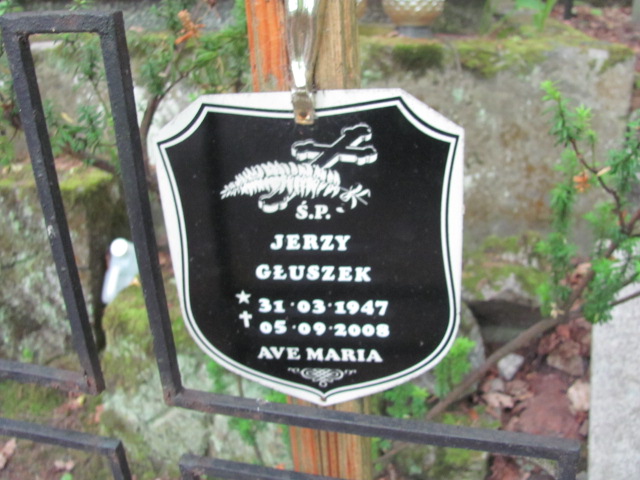 Ś.P.
JERZY
GŁUSZEK
31·03·1947
05·09·2008
AVE MARIA